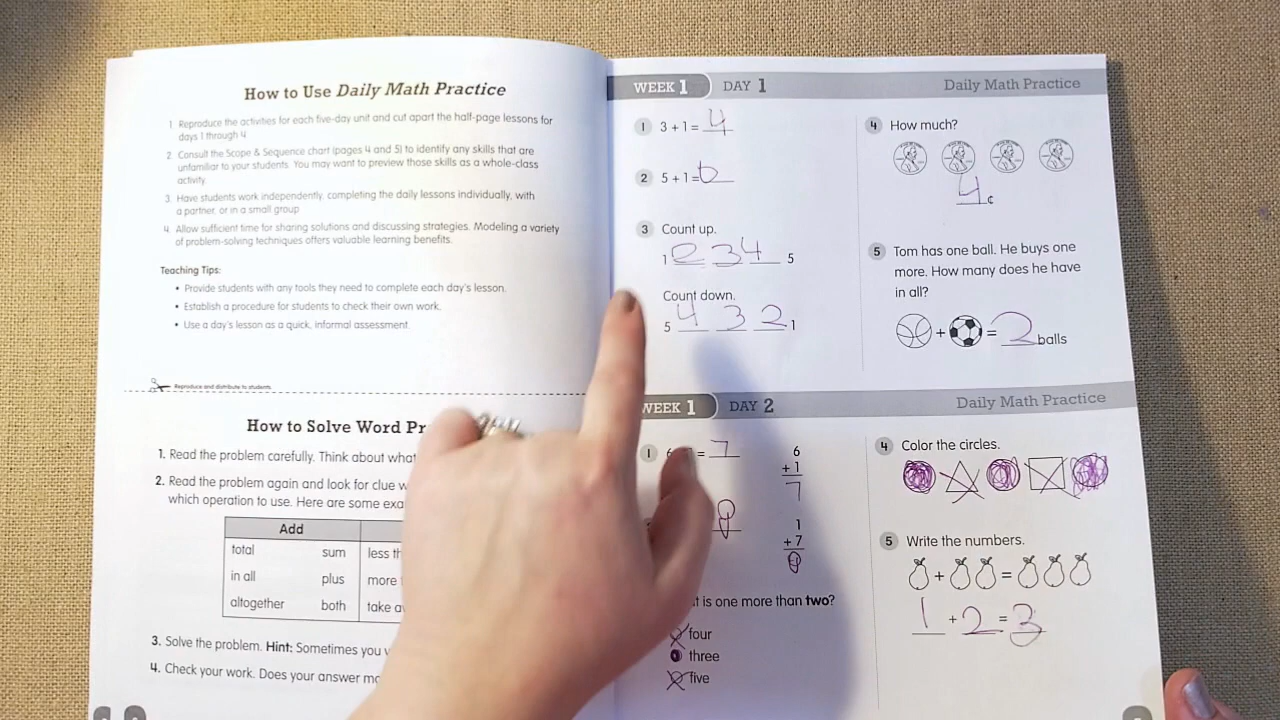 How to Use Daily Math Practice
1 Reproduce the activities for each five-day unit and cut apart the half-page lessons for
days 1 through 4.
2 Consult the Scope & Sequence chart (pages 4 and 5) to identify any skills that are
unfamiliar to your students. You may want to preview those skills as a whole-class
activity.
3 Have students work independently, completing the daily lessons individually, with
a partner, or in a small group.
4 Allow sufficient time for sharing solutions and discussing strategies. Modeling a variety
of problem-solving techniques offers valuable learning benefits.
Teaching Tips:
• Provide students with any tools they need to complete each day's lesson.
• Establish a procedure for students to check their own work.
• Use a day's lesson as a quick, informal assessment.
Reproduce and distribute to students.
How to Solve Word Pr
1. Read the problem carefully. Think about what
2. Read the problem again and look for clue w
which operation to use. Here are some exa
Add
total sum less th
in all plus more
altogether both take a
3. Solve the problem. Hint: Sometimes you
4. Check your work. Does your answer m
WEEK 1 DAY 1 Daily Math Practice
1 3 + 1 = 4
2 5 + 1 = 6
3 Count up.
1 2 3 4 5
Count down.
5 4 3 2 1
4 How much?
4 ¢
5 Tom has one ball. He buys one
more. How many does he have
in all?
+ = 2 balls
WEEK 1 DAY 2 Daily Math Practice
1 6 = 7
6
+ 1
7
8
1
+ 7
8
is one more than two?
four
three
five
4 Color the circles.
5 Write the numbers.
+ =
1 + 2 = 3